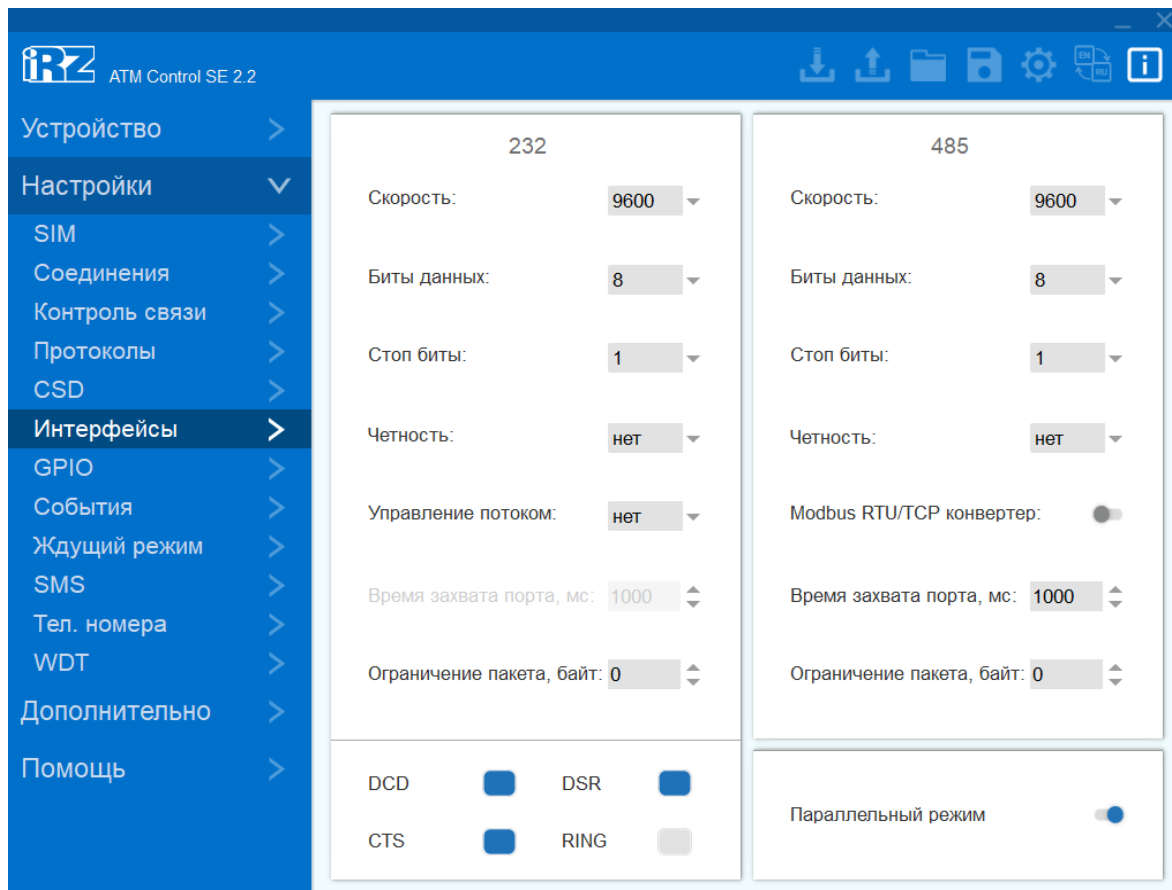 iRZ ATM Control SE 2.2
EN
RU
i
Устройство
Настройки
SIM
Соединения
Контроль связи
Протоколы
CSD
Интерфейсы
GPIO
События
Ждущий режим
SMS
Тел. номера
WDT
Дополнительно
Помощь
232
Скорость: 9600
Биты данных: 8
Стоп биты: 1
Четность: нет
Управление потоком: нет
Время захвата порта, мс: 1000
Ограничение пакета, байт: 0
DCD DSR
CTS RING
485
Скорость: 9600
Биты данных: 8
Стоп биты: 1
Четность: нет
Modbus RTU/TCP конвертер:
Время захвата порта, мс: 1000
Ограничение пакета, байт: 0
Параллельный режим